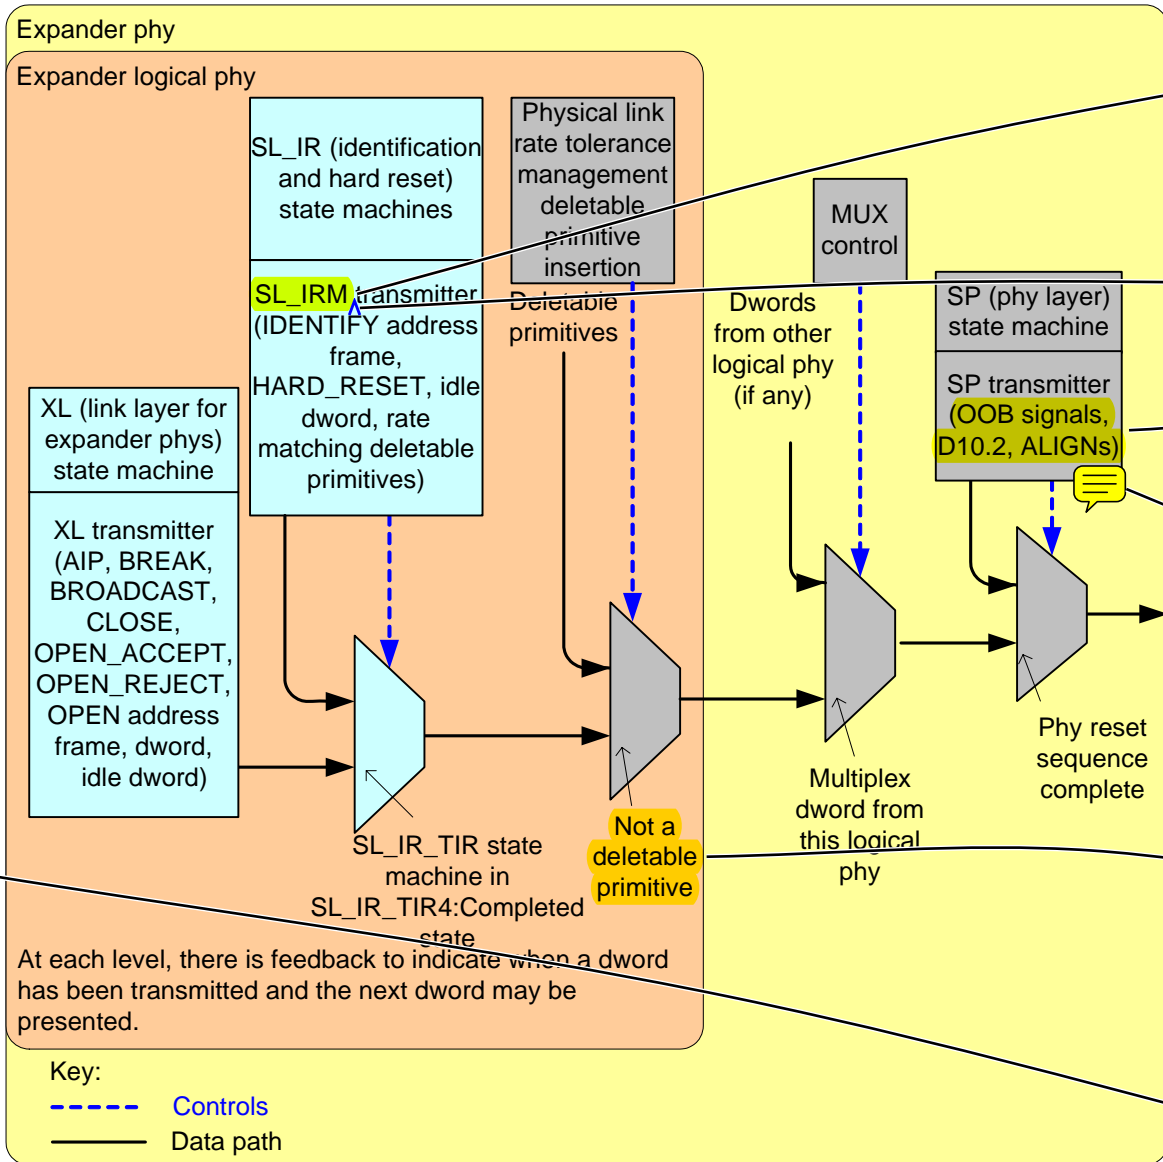 Expander phy
Expander logical phy
SL_IR (identification
and hard reset)
state machines
SL_IRM transmitter
(IDENTIFY address
frame,
HARD_RESET, idle
dword, rate
matching deletable
primitives)
Physical link
rate tolerance
management
deletable
primitive
insertion
Deletable
primitives
MUX
control
Dwords
from other
logical phy
(if any)
SP (phy layer)
state machine
SP transmitter
(OOB signals,
D10.2, ALIGNs)
XL (link layer for
expander phys)
state machine
XL transmitter
(AIP, BREAK,
BROADCAST,
CLOSE,
OPEN_ACCEPT,
OPEN_REJECT,
OPEN address
frame, dword,
idle dword)
SL_IR_TIR state
machine in
SL_IR_TIR4:Completed
state
Not a
deletable
primitive
Multiplex
dword from
this logical
phy
Phy reset
sequence
complete
At each level, there is feedback to indicate when a dword
has been transmitted and the next dword may be
presented.
Key:
Controls
Data path